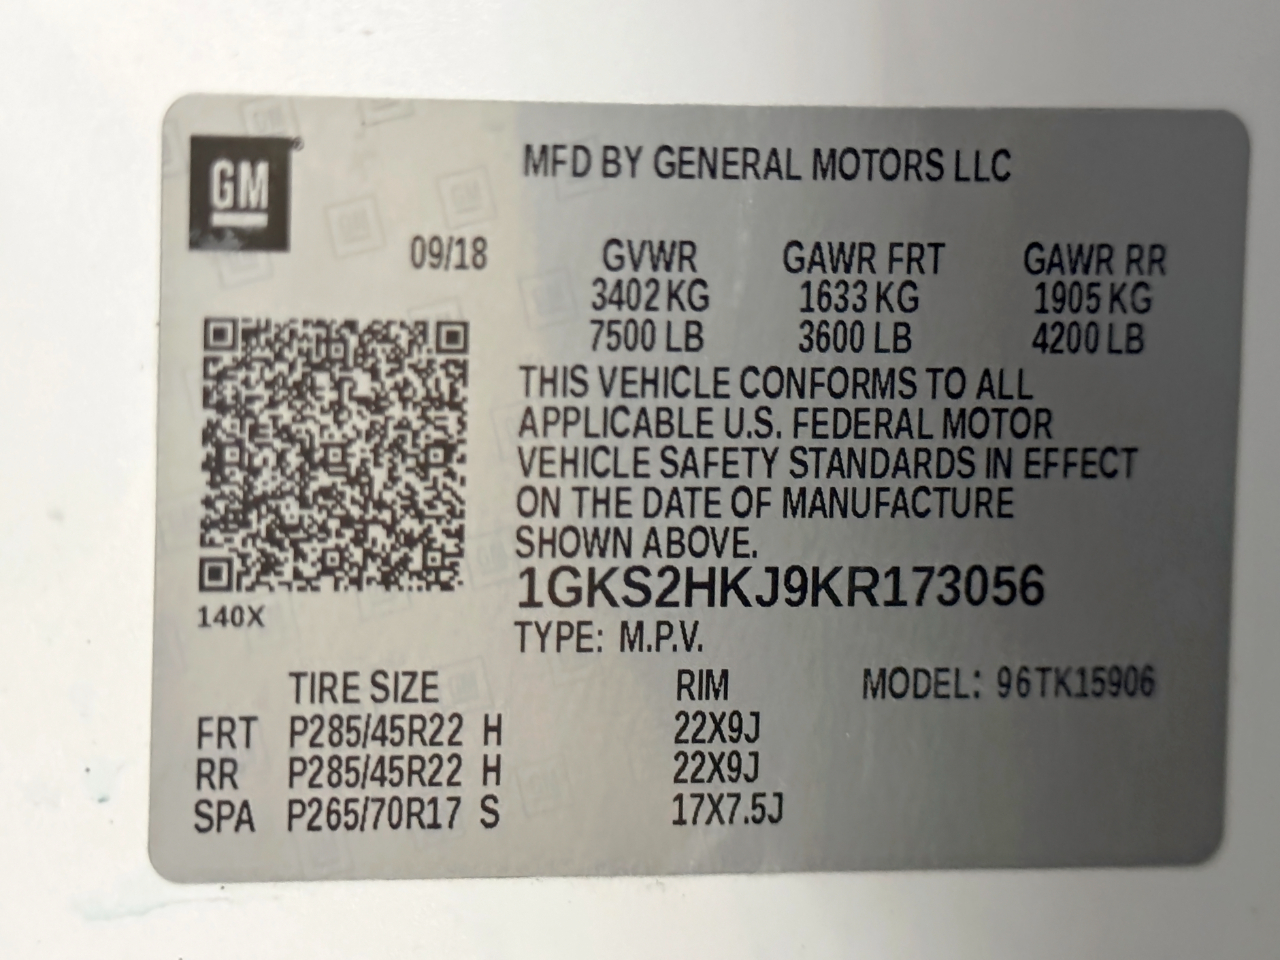 GM
MFD BY GENERAL MOTORS LLC
09/18
GVWR GAWR FRT GAWR RR
3402 KG 1633 KG 1905 KG
7500 LB 3600 LB 4200 LB
THIS VEHICLE CONFORMS TO ALL
APPLICABLE U.S. FEDERAL MOTOR
VEHICLE SAFETY STANDARDS IN EFFECT
ON THE DATE OF MANUFACTURE
SHOWN ABOVE.
1GKS2HKJ9KR173056
140X
TYPE: M.P.V.
TIRE SIZE RIM MODEL: 96TK15906
FRT P285/45R22 H 22X9J
RR P285/45R22 H 22X9J
SPA P265/70R17 S 17X7.5J